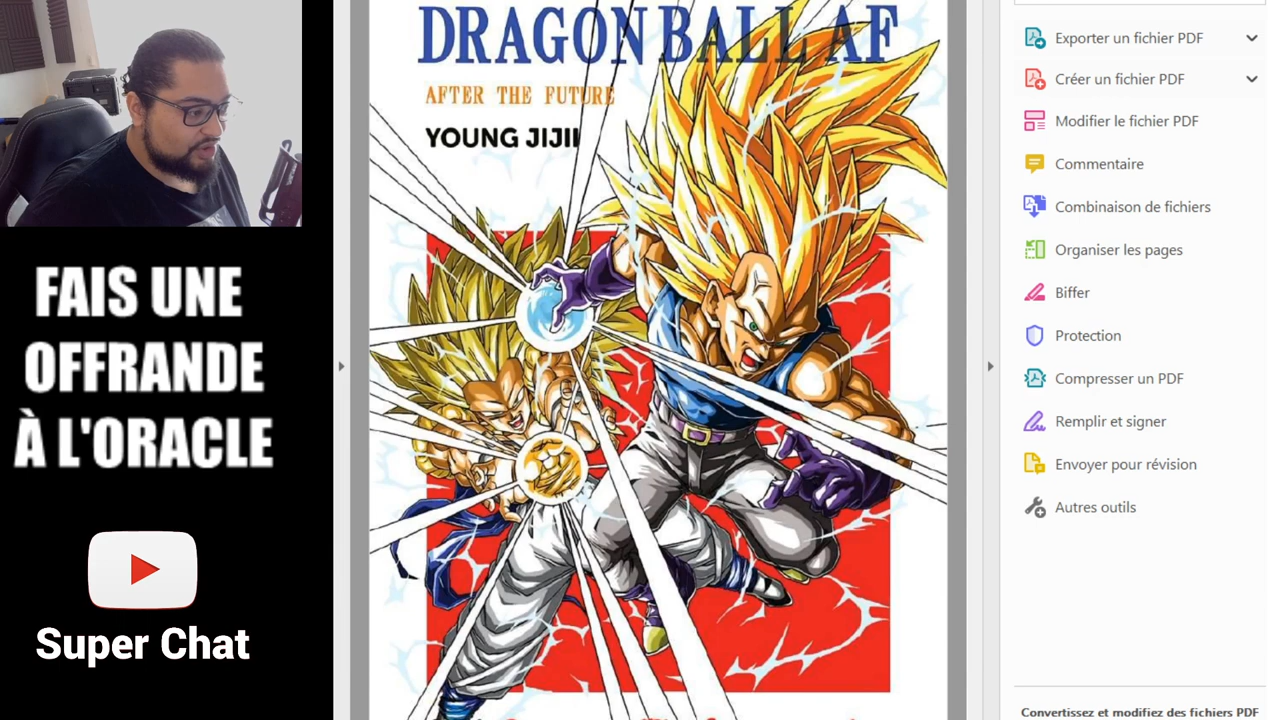 FAIS UNE
OFFRANDE
À L'ORACLE
Super Chat
DRAGON BALL AF
AFTER THE FUTURE
YOUNG JIJII
Exporter un fichier PDF
Créer un fichier PDF
Modifier le fichier PDF
Commentaire
Combinaison de fichiers
Organiser les pages
Biffer
Protection
Compresser un PDF
Remplir et signer
Envoyer pour révision
Autres outils
Convertissez et modifiez des fichiers PDF